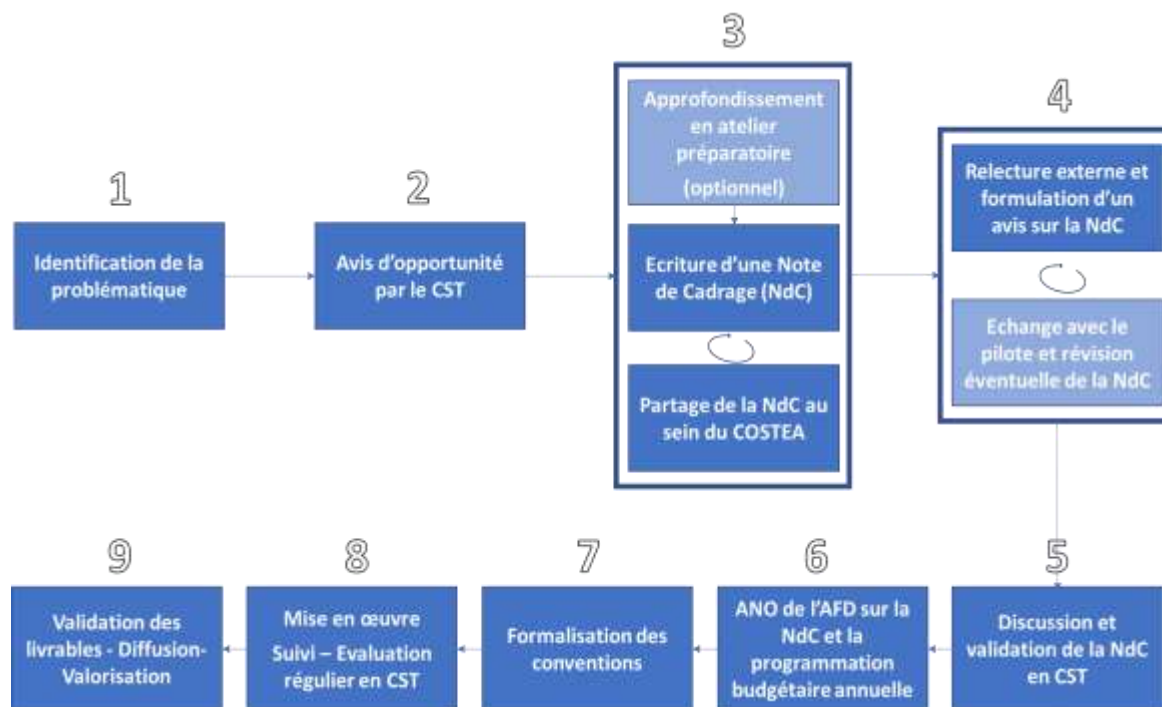 1
Identification de la
problématique
2
Avis d'opportunité
par le CST
3
Approfondissement
en atelier
préparatoire
(optionnel)
Ecriture d'une Note
de Cadrage (NdC)
Partage de la NdC au
sein du COSTEA
4
Relecture externe et
formulation d'un
avis sur la NdC
Echange avec le
pilote et révision
éventuelle de la NdC
5
Discussion et
validation de la NdC
en CST
6
ANO de l'AFD sur la
NdC et la
programmation
budgétaire annuelle
7
Formalisation des
conventions
8
Mise en œuvre
Suivi – Evaluation
régulier en CST
9
Validation des
livrables - Diffusion-
Valorisation